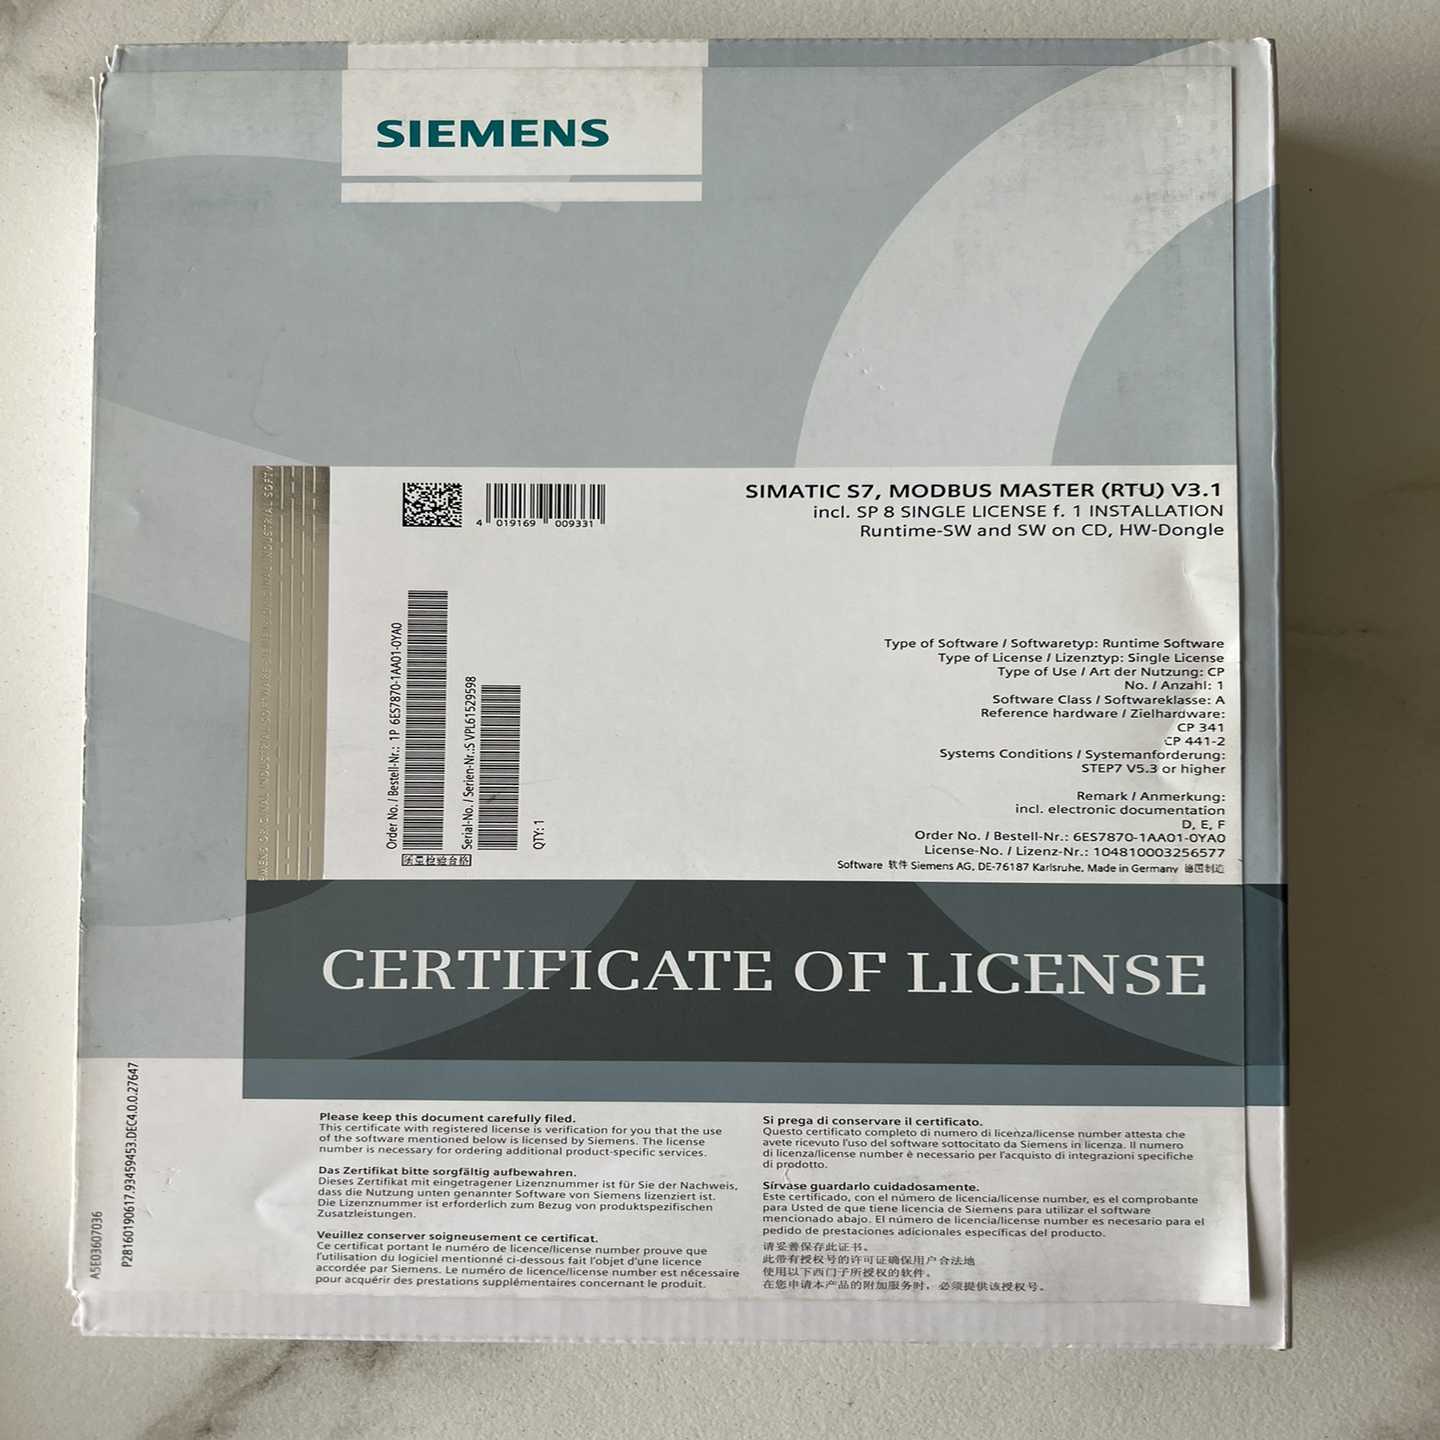 SIEMENS
4 019169 009331
SIMATIC S7, MODBUS MASTER (RTU) V3.1
incl. SP 8 SINGLE LICENSE f. 1 INSTALLATION
Runtime-SW and SW on CD, HW-Dongle
Order No. / Bestell-Nr.: 1P 6ES7870-1AA01-0YA0
Serial-No. / Serien-Nr.:S VPL61529598
QTY: 1
质量检验合格
Type of Software / Softwaretyp: Runtime Software
Type of License / Lizenztyp: Single License
Type of Use / Art der Nutzung: CP
No. / Anzahl: 1
Software Class / Softwareklasse: A
Reference hardware / Zielhardware:
CP 341
CP 441-2
Systems Conditions / Systemanforderung:
STEP7 V5.3 or higher
Remark / Anmerkung:
incl. electronic documentation
D, E, F
Order No. / Bestell-Nr.: 6ES7870-1AA01-0YA0
License-No. / Lizenz-Nr.: 104810003256577
Software 软件 Siemens AG, DE-76187 Karlsruhe, Made in Germany 德国制造
CERTIFICATE OF LICENSE
A5E03607036
P28160190617.93459453.DEC4.0.0.27647
Please keep this document carefully filed.
This certificate with registered license is verification for you that the use
of the software mentioned below is licensed by Siemens. The license
number is necessary for ordering additional product-specific services.
Das Zertifikat bitte sorgfältig aufbewahren.
Dieses Zertifikat mit eingetragener Lizenznummer ist für Sie der Nachweis,
dass die Nutzung unten genannter Software von Siemens lizenziert ist.
Die Lizenznummer ist erforderlich zum Bezug von produktspezifischen
Zusatzleistungen.
Veuillez conserver soigneusement ce certificat.
Ce certificat portant le numéro de licence/license number prouve que
l'utilisation du logiciel mentionné ci-dessous fait l'objet d'une licence
accordée par Siemens. Le numéro de licence/license number est nécessaire
pour acquérir des prestations supplémentaires concernant le produit.
Si prega di conservare il certificato.
Questo certificato completo di numero di licenza/license number attesta che
avete ricevuto l'uso del software sottocitato da Siemens in licenza. Il numero
di licenza/license number è necessario per l'acquisto di integrazioni specifiche
di prodotto.
Sírvase guardarlo cuidadosamente.
Este certificado, con el número de licencia/license number, es el comprobante
para Usted de que tiene licencia de Siemens para utilizar el software
mencionado abajo. El número de licencia/license number es necesario para el
pedido de prestaciones adicionales específicas del producto.
请妥善保存此证书。
此带有授权号的许可证确保用户合法地
使用以下西门子所授权的软件。
在您申请本产品的附加服务时，必须提供该授权号。